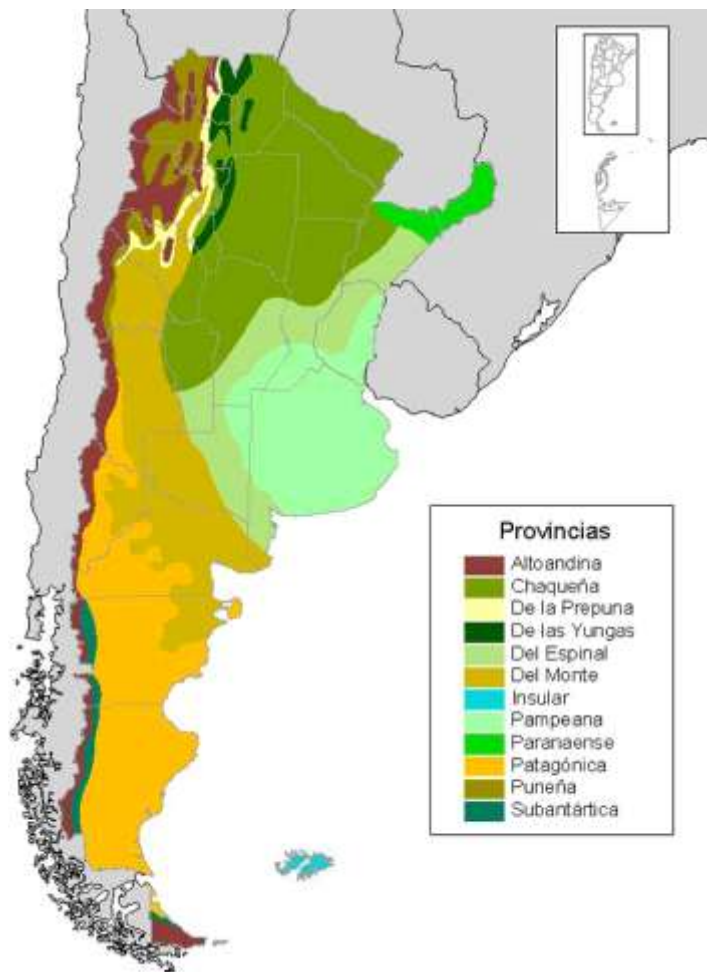 Provincias
Altoandina
Chaqueña
De la Prepuna
De las Yungas
Del Espinal
Del Monte
Insular
Pampeana
Paranaense
Patagónica
Puneña
Subantártica